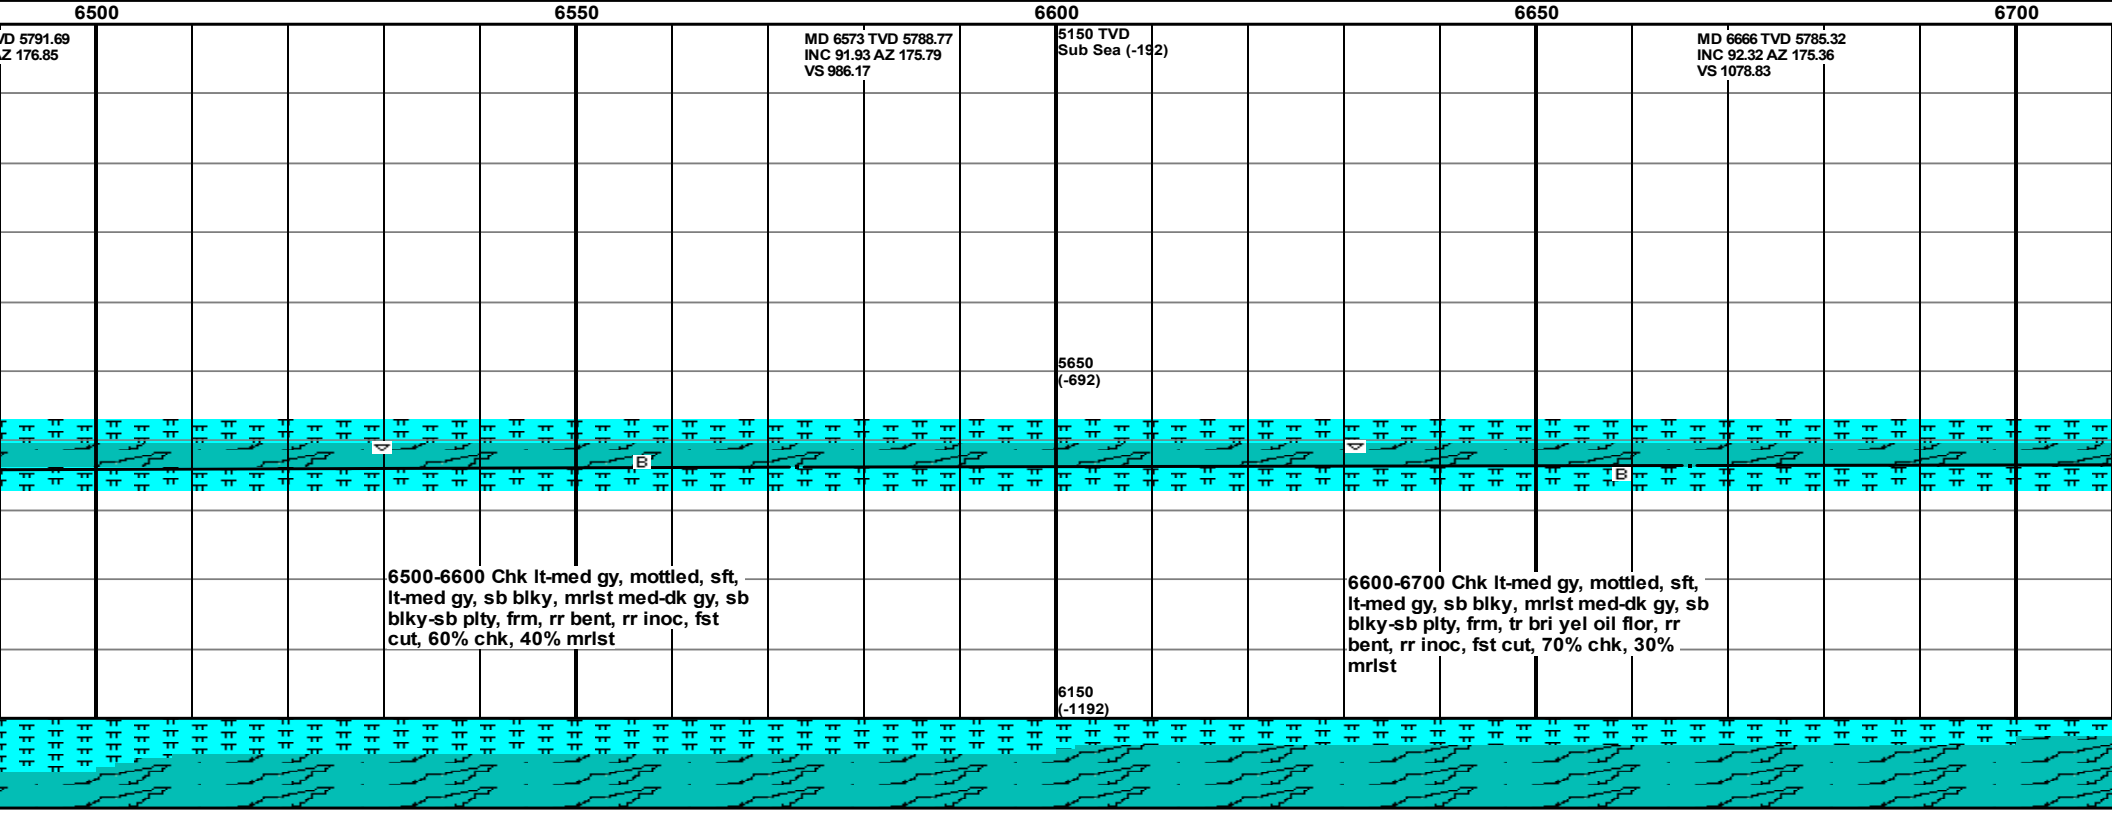 6500 6550 6600 6650 6700
VD 5791.69
AZ 176.85
MD 6573 TVD 5788.77
INC 91.93 AZ 175.79
VS 986.17
5150 TVD
Sub Sea (-192)
MD 6666 TVD 5785.32
INC 92.32 AZ 175.36
VS 1078.83
5650
(-692)
B
B
6500-6600 Chk lt-med gy, mottled, sft,
lt-med gy, sb blky, mrlst med-dk gy, sb
blky-sb plty, frm, rr bent, rr inoc, fst
cut, 60% chk, 40% mrlst
6600-6700 Chk lt-med gy, mottled, sft,
lt-med gy, sb blky, mrlst med-dk gy, sb
blky-sb plty, frm, tr bri yel oil flor, rr
bent, rr inoc, fst cut, 70% chk, 30%
mrlst
6150
(-1192)